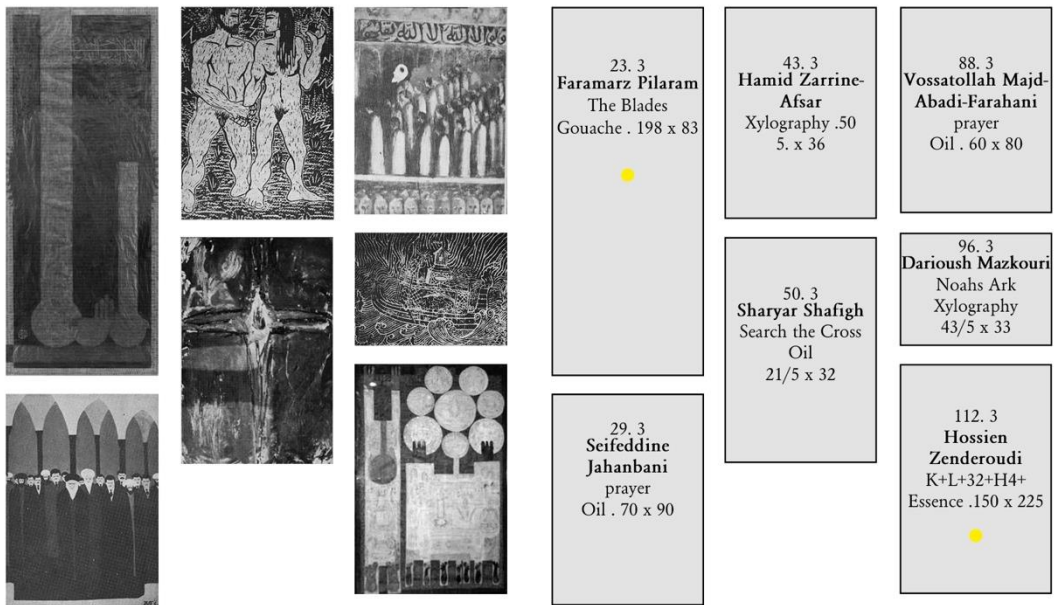 23. 3
Faramarz Pilaram
The Blades
Gouache . 198 x 83
29. 3
Seifeddine
Jahanbani
prayer
Oil . 70 x 90
43. 3
Hamid Zarrine-
Afsar
Xylography .50
5. x 36
50. 3
Sharyar Shafigh
Search the Cross
Oil
21/5 x 32
88. 3
Vossatollah Majd-
Abadi-Farahani
prayer
Oil . 60 x 80
96. 3
Darioush Mazkouri
Noahs Ark
Xylography
43/5 x 33
112. 3
Hossien
Zenderoudi
K+L+32+H4+
Essence .150 x 225